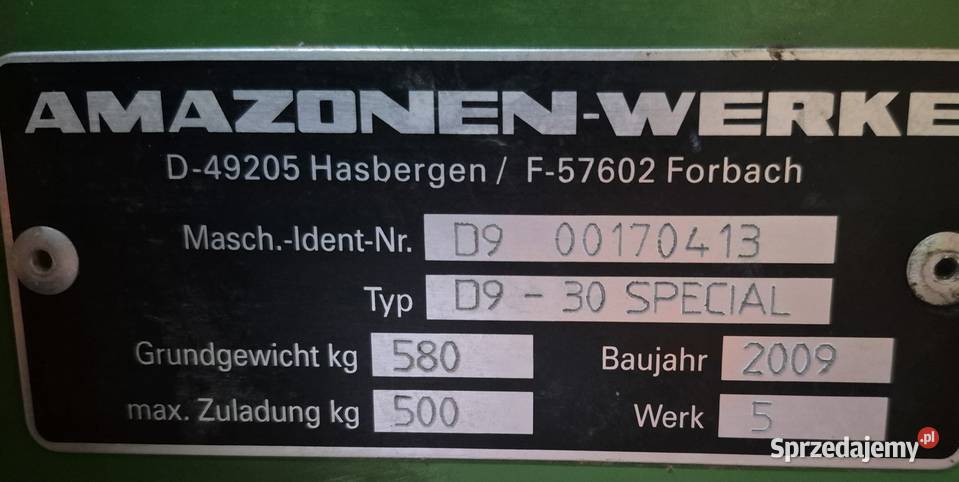 AMAZONEN-WERKE
D-49205 Hasbergen / F-57602 Forbach
Masch.-Ident-Nr. D9 00170413
Typ D9 - 30 SPECIAL
Grundgewicht kg 580 Baujahr 2009
max. Zuladung kg 500 Werk 5
Sprzedajemy.pl